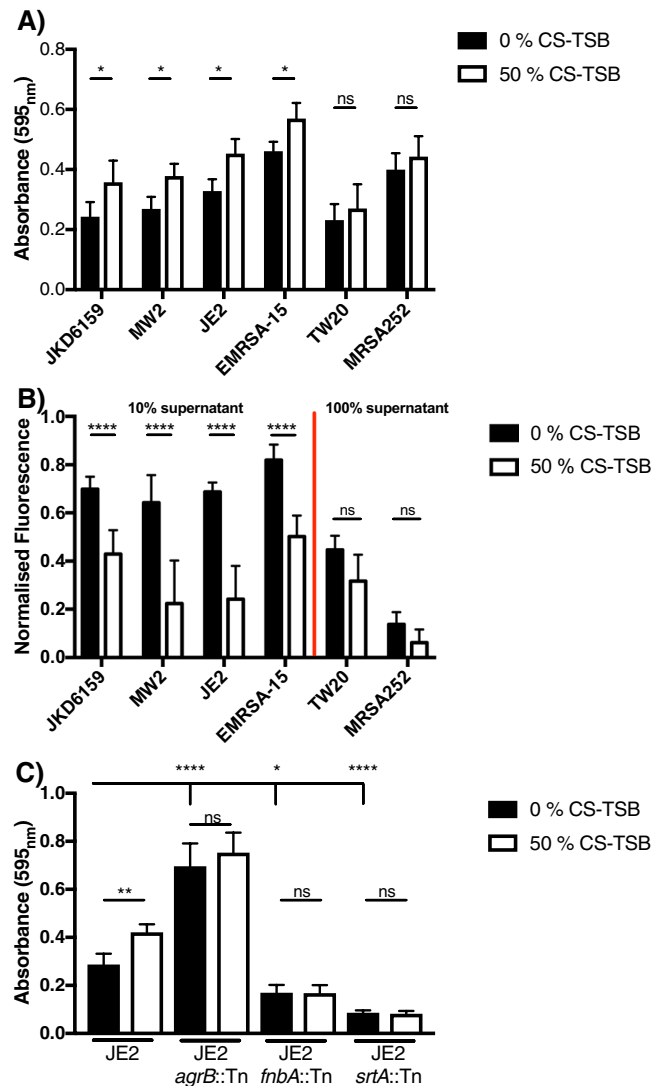 A)
0 % CS-TSB
50 % CS-TSB
Absorbance (595nm)
0.8
0.6
0.4
0.2
0.0
* * * * ns ns
JKD6159 MW2 JE2 EMRSA-15 TW20 MRSA252
B)
10% supernatant 100% supernatant
0 % CS-TSB
50 % CS-TSB
Normalised Fluorescence
1.0
0.8
0.6
0.4
0.2
0.0
**** **** **** **** ns ns
JKD6159 MW2 JE2 EMRSA-15 TW20 MRSA252
C)
0 % CS-TSB
50 % CS-TSB
Absorbance (595nm)
1.0
0.8
0.6
0.4
0.2
0.0
**** * ****
** ns ns ns
JE2 JE2 JE2 JE2
agrB::Tn fnbA::Tn srtA::Tn